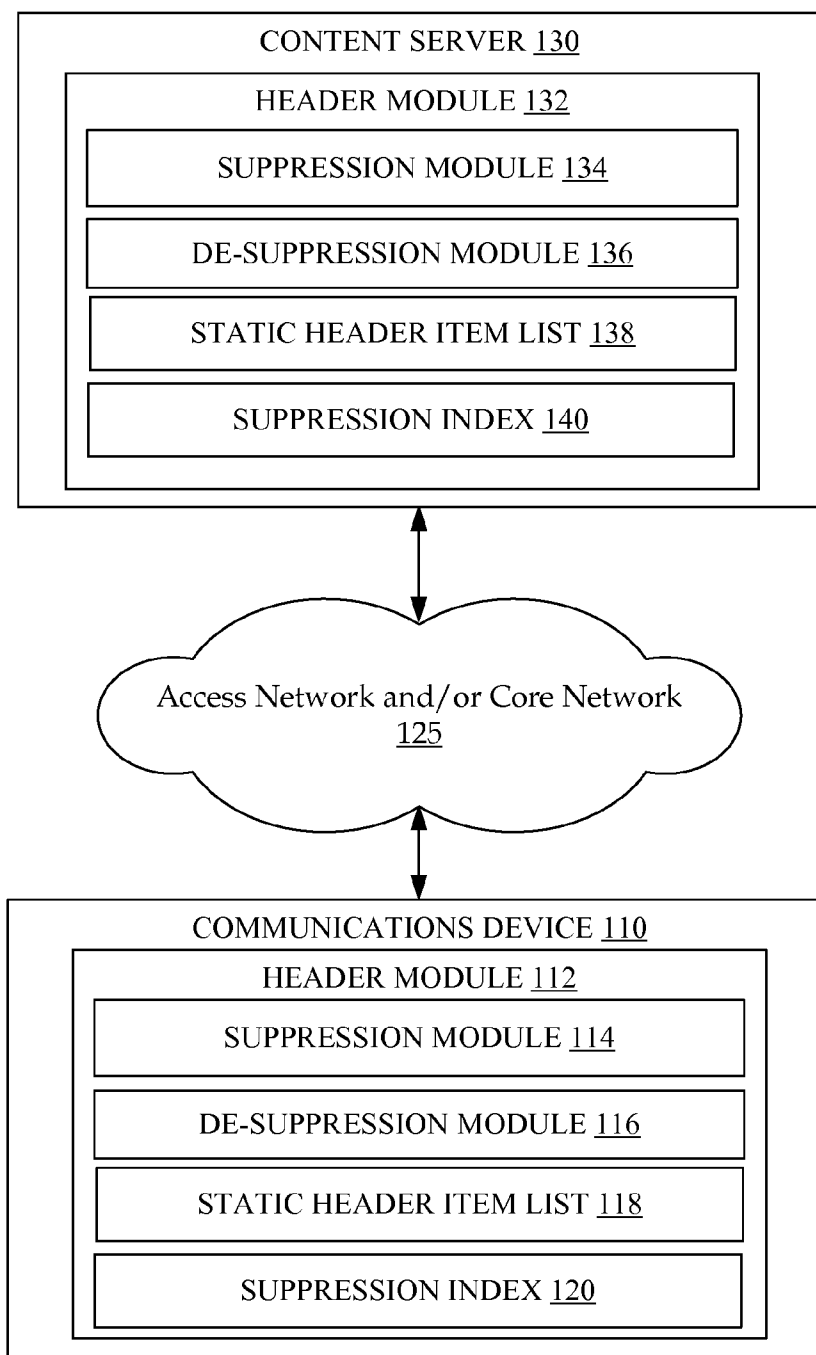 CONTENT SERVER 130
HEADER MODULE 132
SUPPRESSION MODULE 134
DE-SUPPRESSION MODULE 136
STATIC HEADER ITEM LIST 138
SUPPRESSION INDEX 140
Access Network and/or Core Network
125
COMMUNICATIONS DEVICE 110
HEADER MODULE 112
SUPPRESSION MODULE 114
DE-SUPPRESSION MODULE 116
STATIC HEADER ITEM LIST 118
SUPPRESSION INDEX 120